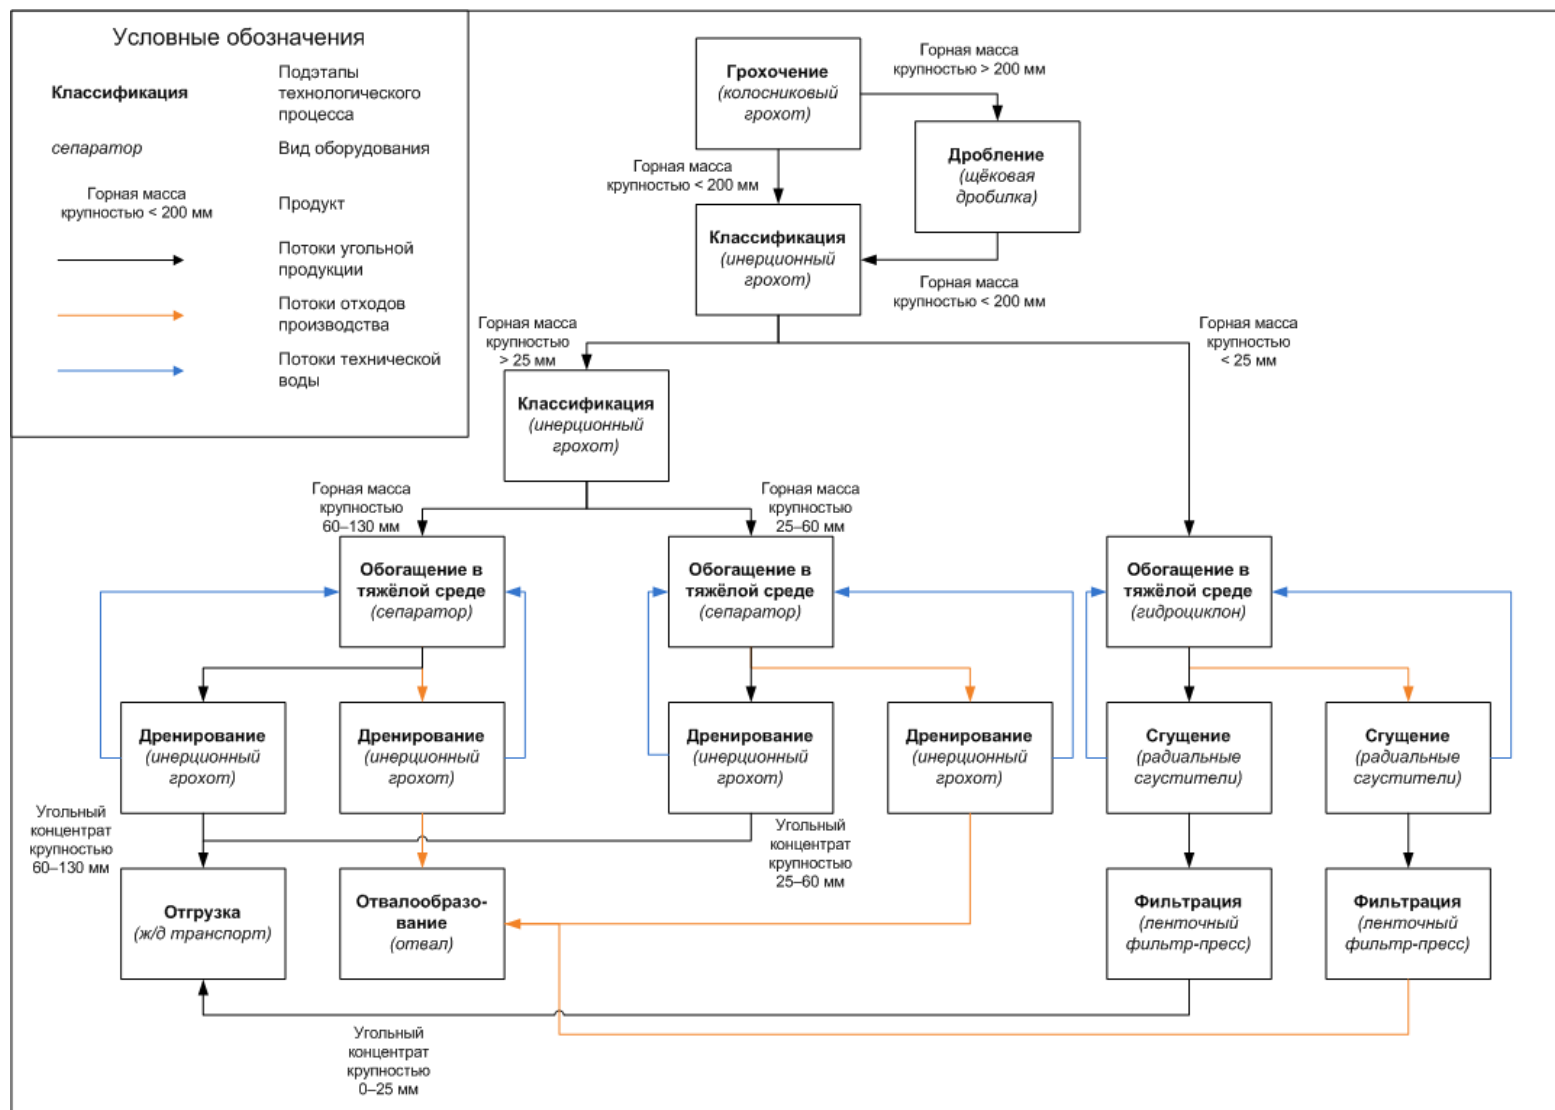 Условные обозначения
Классификация
Подэтапы
технологического
процесса
сепаратор
Вид оборудования
Горная масса
крупностью < 200 мм
Продукт
Потоки угольной
продукции
Потоки отходов
производства
Потоки технической
воды
Грохочение
(колосниковый
грохот)
Горная масса
крупностью > 200 мм
Дробление
(щёковая
дробилка)
Горная масса
крупностью < 200 мм
Классификация
(инерционный
грохот)
Горная масса
крупностью < 200 мм
Горная масса
крупностью
> 25 мм
Горная масса
крупностью
< 25 мм
Классификация
(инерционный
грохот)
Горная масса
крупностью
60–130 мм
Горная масса
крупностью
25–60 мм
Обогащение в
тяжёлой среде
(сепаратор)
Обогащение в
тяжёлой среде
(сепаратор)
Обогащение в
тяжёлой среде
(гидроциклон)
Дренирование
(инерционный
грохот)
Дренирование
(инерционный
грохот)
Дренирование
(инерционный
грохот)
Дренирование
(инерционный
грохот)
Сгущение
(радиальные
сгустители)
Сгущение
(радиальные
сгустители)
Угольный
концентрат
крупностью
60–130 мм
Угольный
концентрат
крупностью
25–60 мм
Отгрузка
(ж/д транспорт)
Отвалообразо-
вание
(отвал)
Фильтрация
(ленточный
фильтр-пресс)
Фильтрация
(ленточный
фильтр-пресс)
Угольный
концентрат
крупностью
0–25 мм